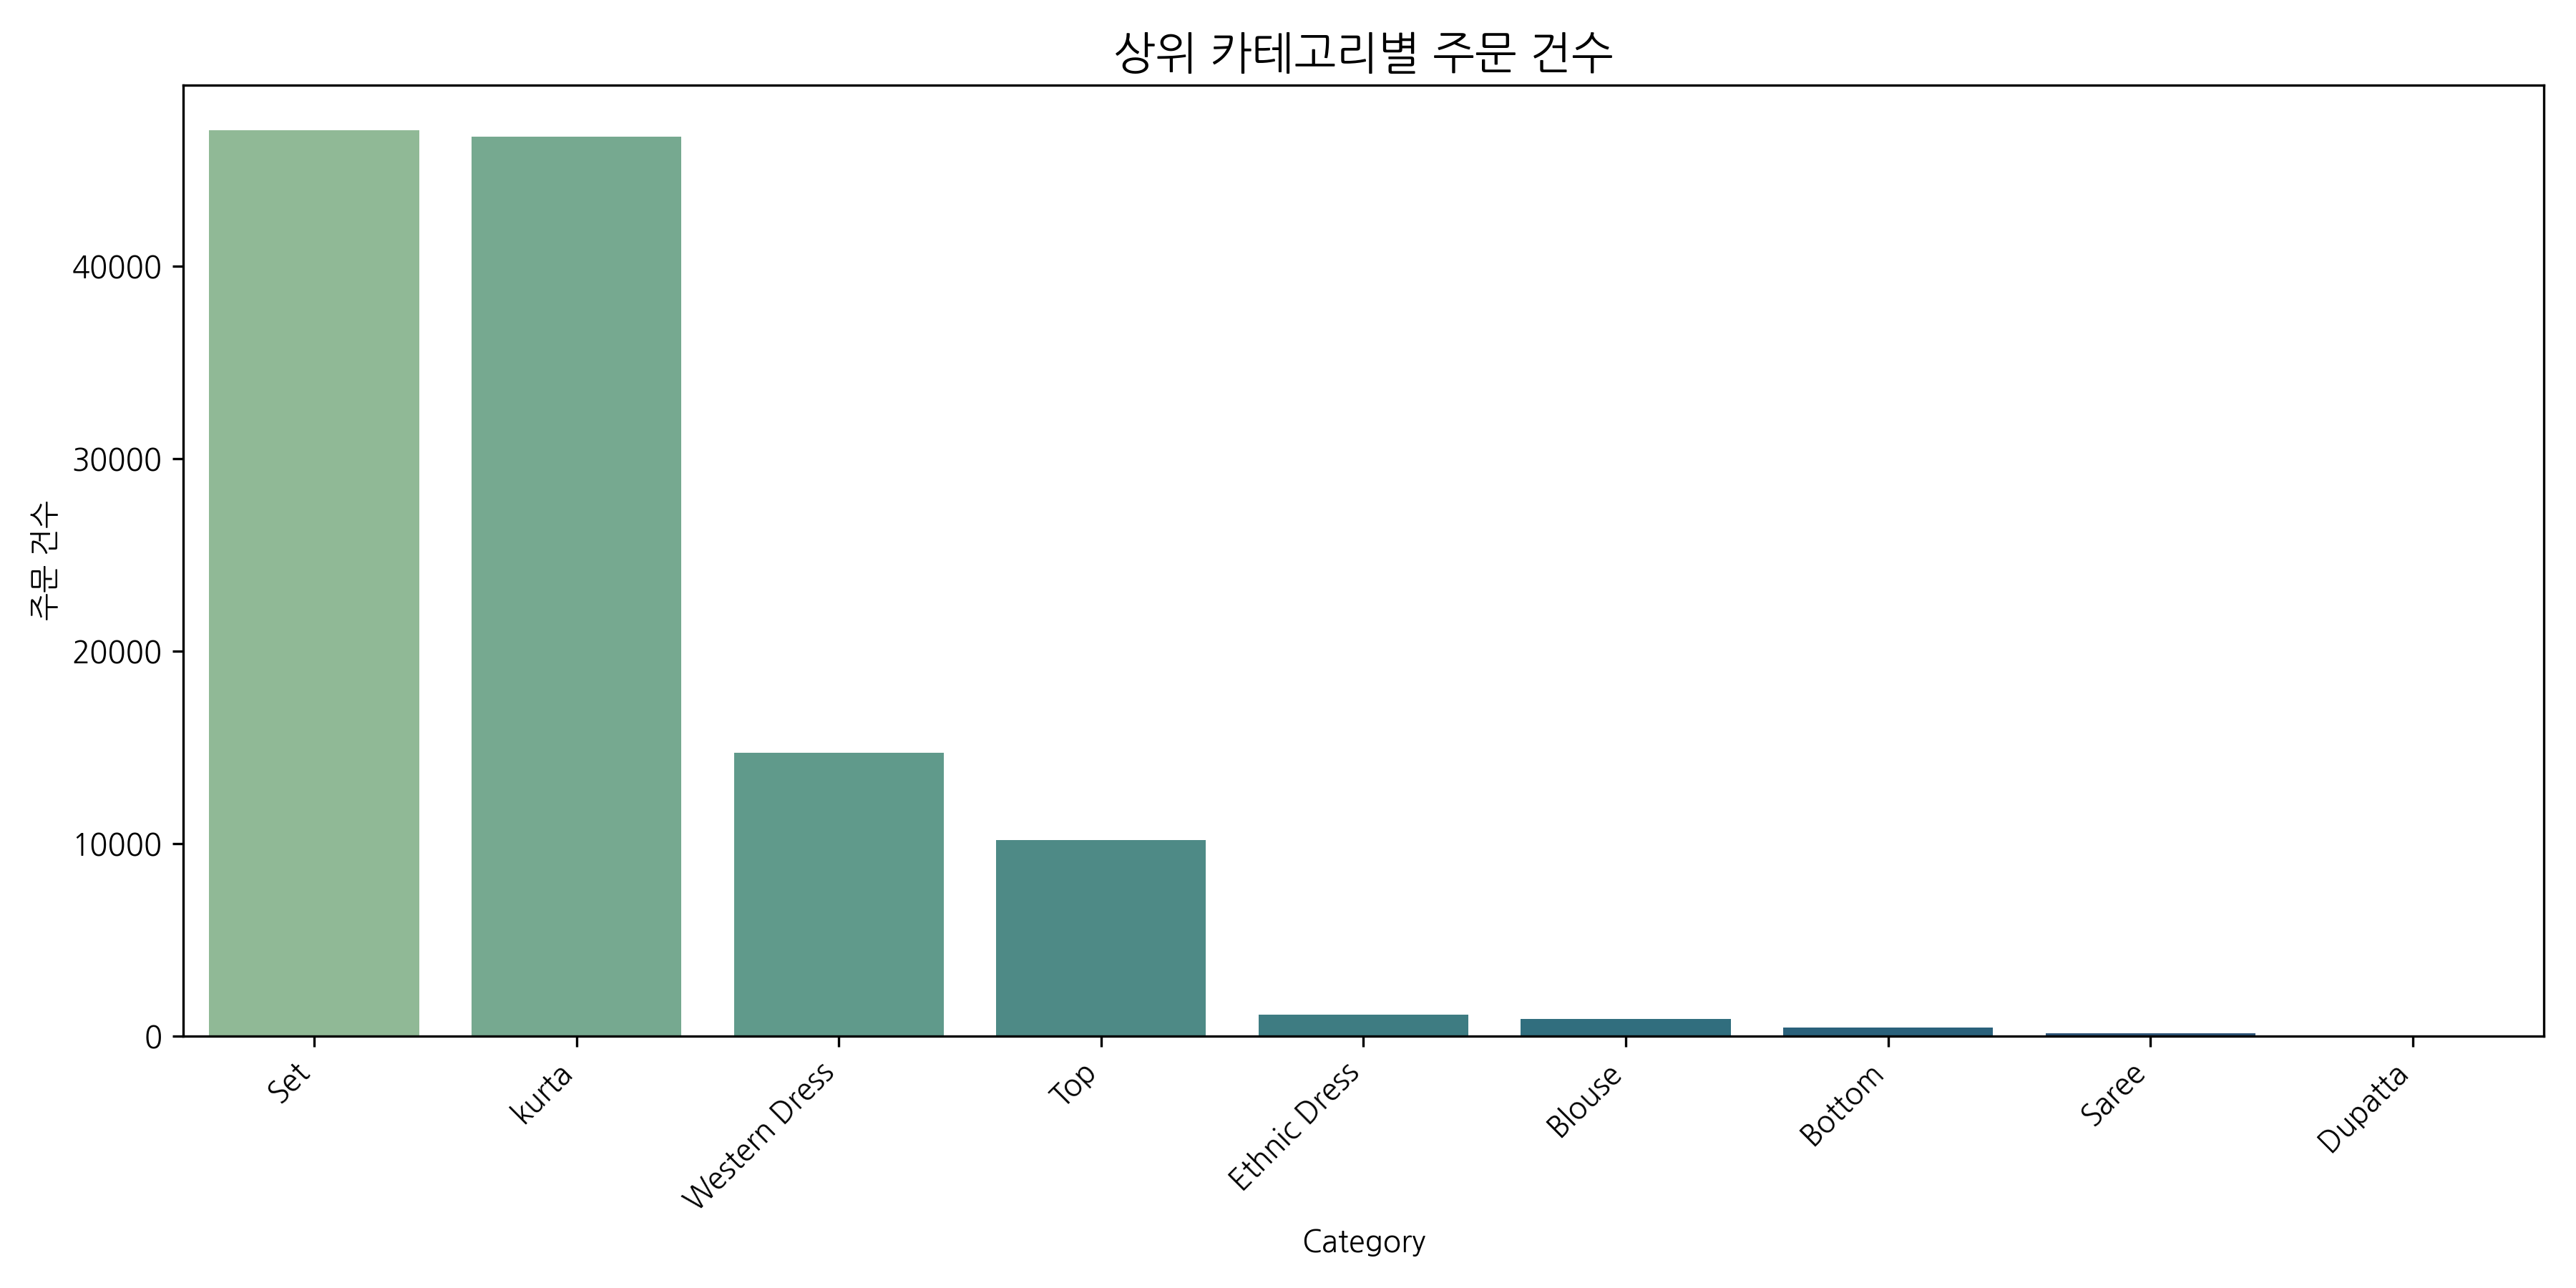 상위 카테고리별 주문 건수
주문 건수
40000
30000
20000
10000
0
Set
kurta
Western Dress
Top
Ethnic Dress
Blouse
Bottom
Saree
Dupatta
Category